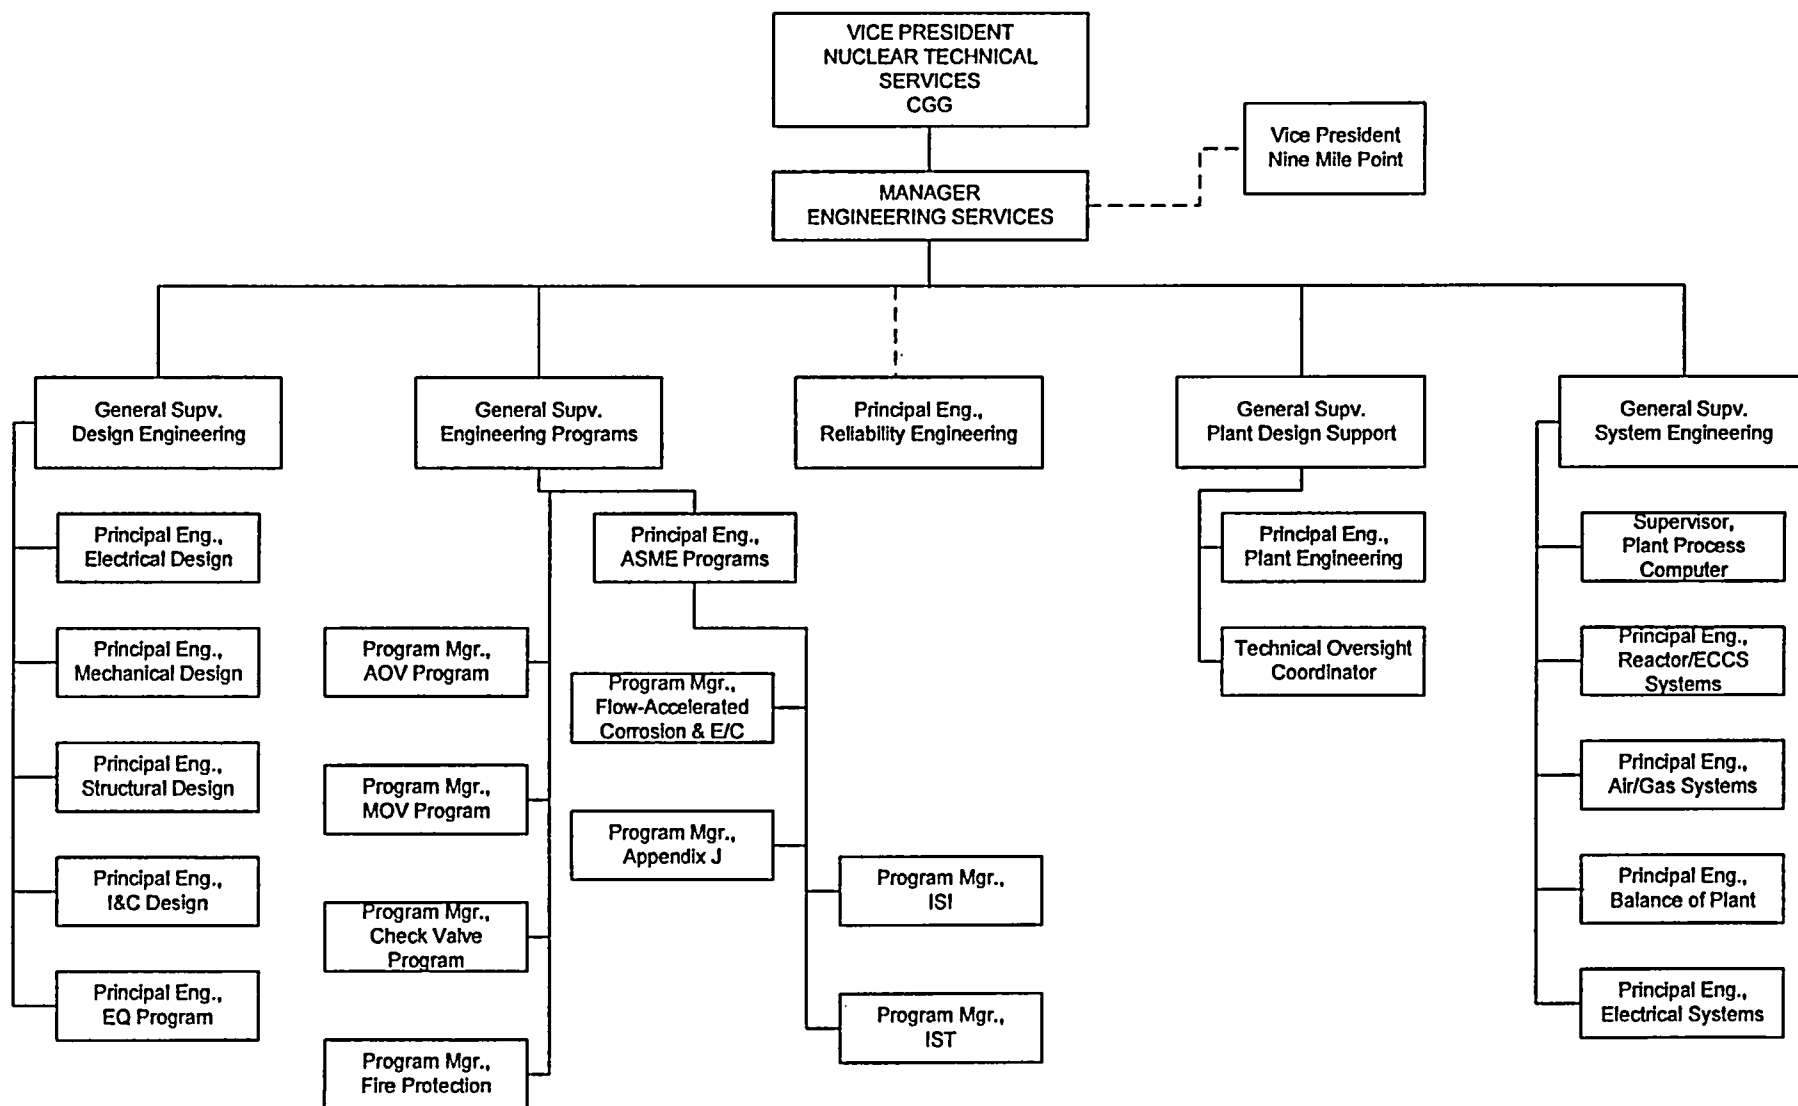 VICE PRESIDENT
NUCLEAR TECHNICAL
SERVICES
CGG
Vice President
Nine Mile Point
MANAGER
ENGINEERING SERVICES
General Supv.
Design Engineering
General Supv.
Engineering Programs
Principal Eng.,
Reliability Engineering
General Supv.
Plant Design Support
General Supv.
System Engineering
Principal Eng.,
Electrical Design
Principal Eng.,
Mechanical Design
Principal Eng.,
Structural Design
Principal Eng.,
I&C Design
Principal Eng.,
EQ Program
Principal Eng.,
ASME Programs
Program Mgr.,
AOV Program
Program Mgr.,
MOV Program
Program Mgr.,
Check Valve
Program
Program Mgr.,
Fire Protection
Program Mgr.,
Flow-Accelerated
Corrosion & E/C
Program Mgr.,
Appendix J
Program Mgr.,
ISI
Program Mgr.,
IST
Principal Eng.,
Plant Engineering
Technical Oversight
Coordinator
Supervisor,
Plant Process
Computer
Principal Eng.,
Reactor/ECCS
Systems
Principal Eng.,
Air/Gas Systems
Principal Eng.,
Balance of Plant
Principal Eng.,
Electrical Systems